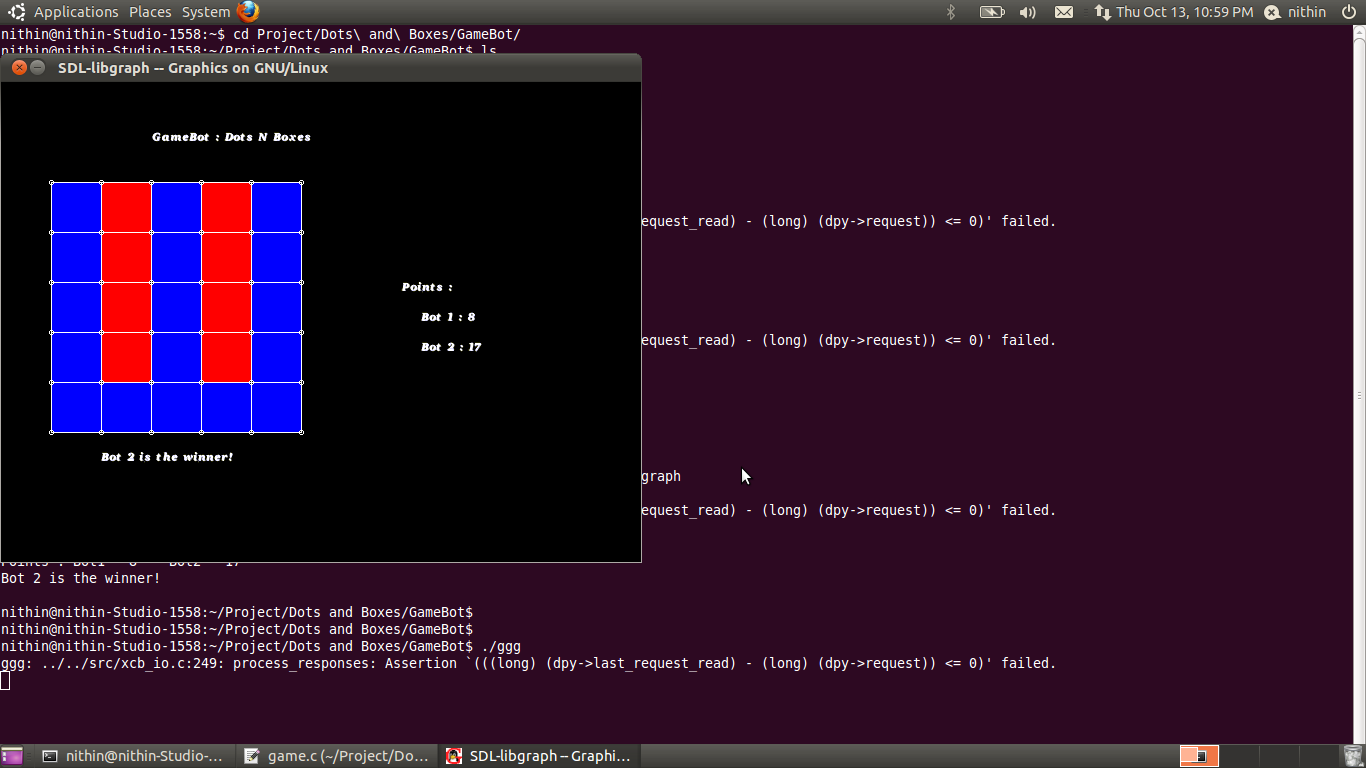 Applications Places System Thu Oct 13, 10:59 PM nithin
nithin@nithin-Studio-1558:~$ cd Project/Dots\ and\ Boxes/GameBot/
nithin@nithin-Studio-1558:~/Project/Dots and Boxes/GameBot$ ls
SDL-libgraph -- Graphics on GNU/Linux
GameBot : Dots N Boxes
equest_read) - (long) (dpy->request)) <= 0)' failed.
Points :
Bot 1 : 8
equest_read) - (long) (dpy->request)) <= 0)' failed.
Bot 2 : 17
Bot 2 is the winner!
graph
equest_read) - (long) (dpy->request)) <= 0)' failed.
Points : Bot1 - 8 Bot2 - 17
Bot 2 is the winner!
nithin@nithin-Studio-1558:~/Project/Dots and Boxes/GameBot$
nithin@nithin-Studio-1558:~/Project/Dots and Boxes/GameBot$
nithin@nithin-Studio-1558:~/Project/Dots and Boxes/GameBot$ ./ggg
ggg: ../../src/xcb_io.c:249: process_responses: Assertion `(((long) (dpy->last_request_read) - (long) (dpy->request)) <= 0)' failed.
nithin@nithin-Studio-... game.c (~/Project/Do... SDL-libgraph -- Graphi...